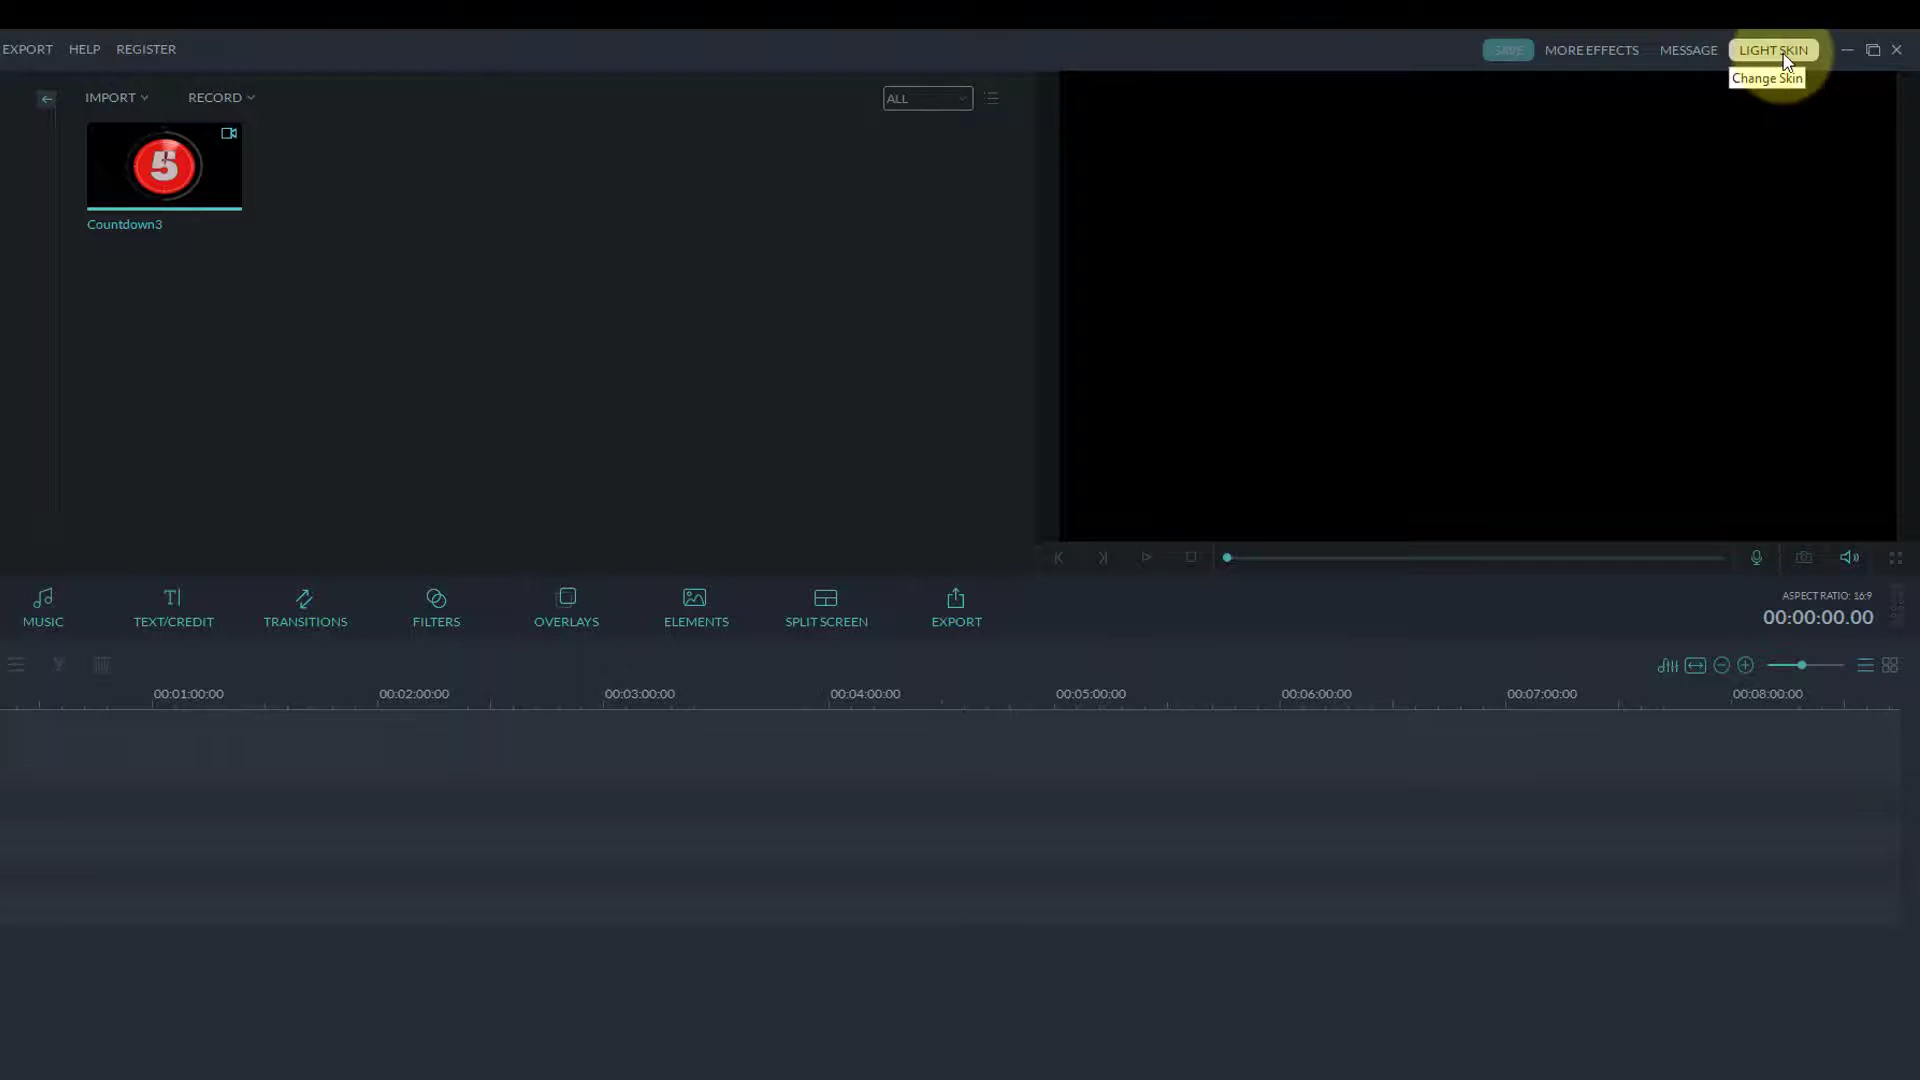 EXPORT HELP REGISTER SAVE MORE EFFECTS MESSAGE LIGHT SKIN
Change Skin
IMPORT RECORD ALL
5
Countdown3
MUSIC TEXT/CREDIT TRANSITIONS FILTERS OVERLAYS ELEMENTS SPLIT SCREEN EXPORT
ASPECT RATIO: 16:9
00:00:00.00
00:01:00:00 00:02:00:00 00:03:00:00 00:04:00:00 00:05:00:00 00:06:00:00 00:07:00:00 00:08:00:00